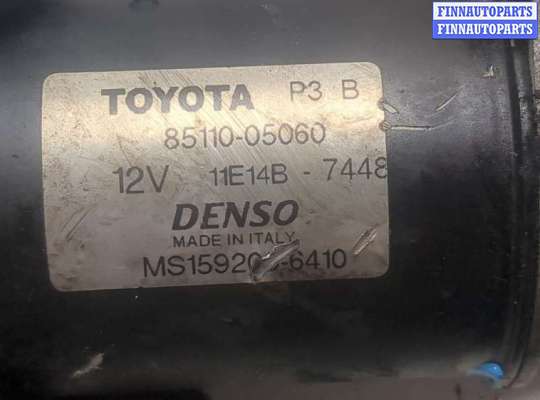 FINNAUTOPARTS
FINNAUTOPARTS
TOYOTA P3 B
85110-05060
12V 11E14B - 7448
DENSO
MADE IN ITALY